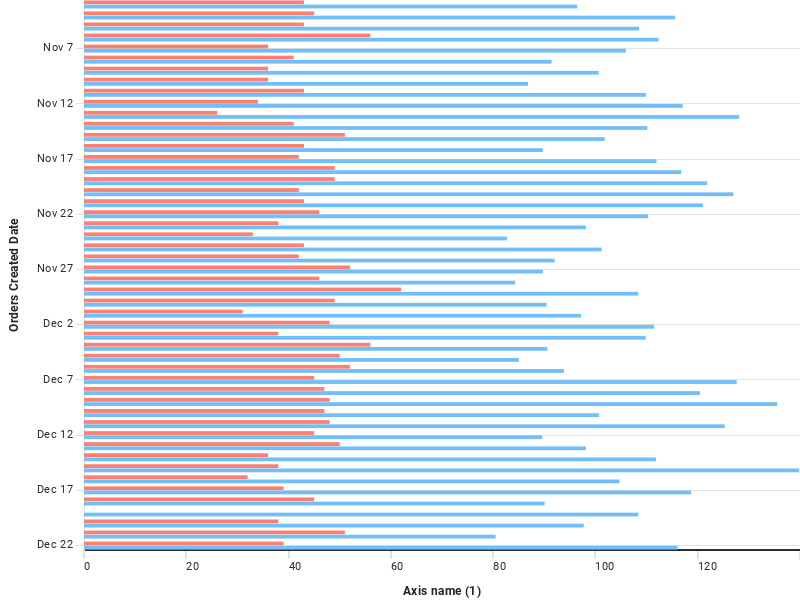 Nov 7
Nov 12
Nov 17
Nov 22
Nov 27
Dec 2
Dec 7
Dec 12
Dec 17
Dec 22
Orders Created Date
0 20 40 60 80 100 120
Axis name (1)